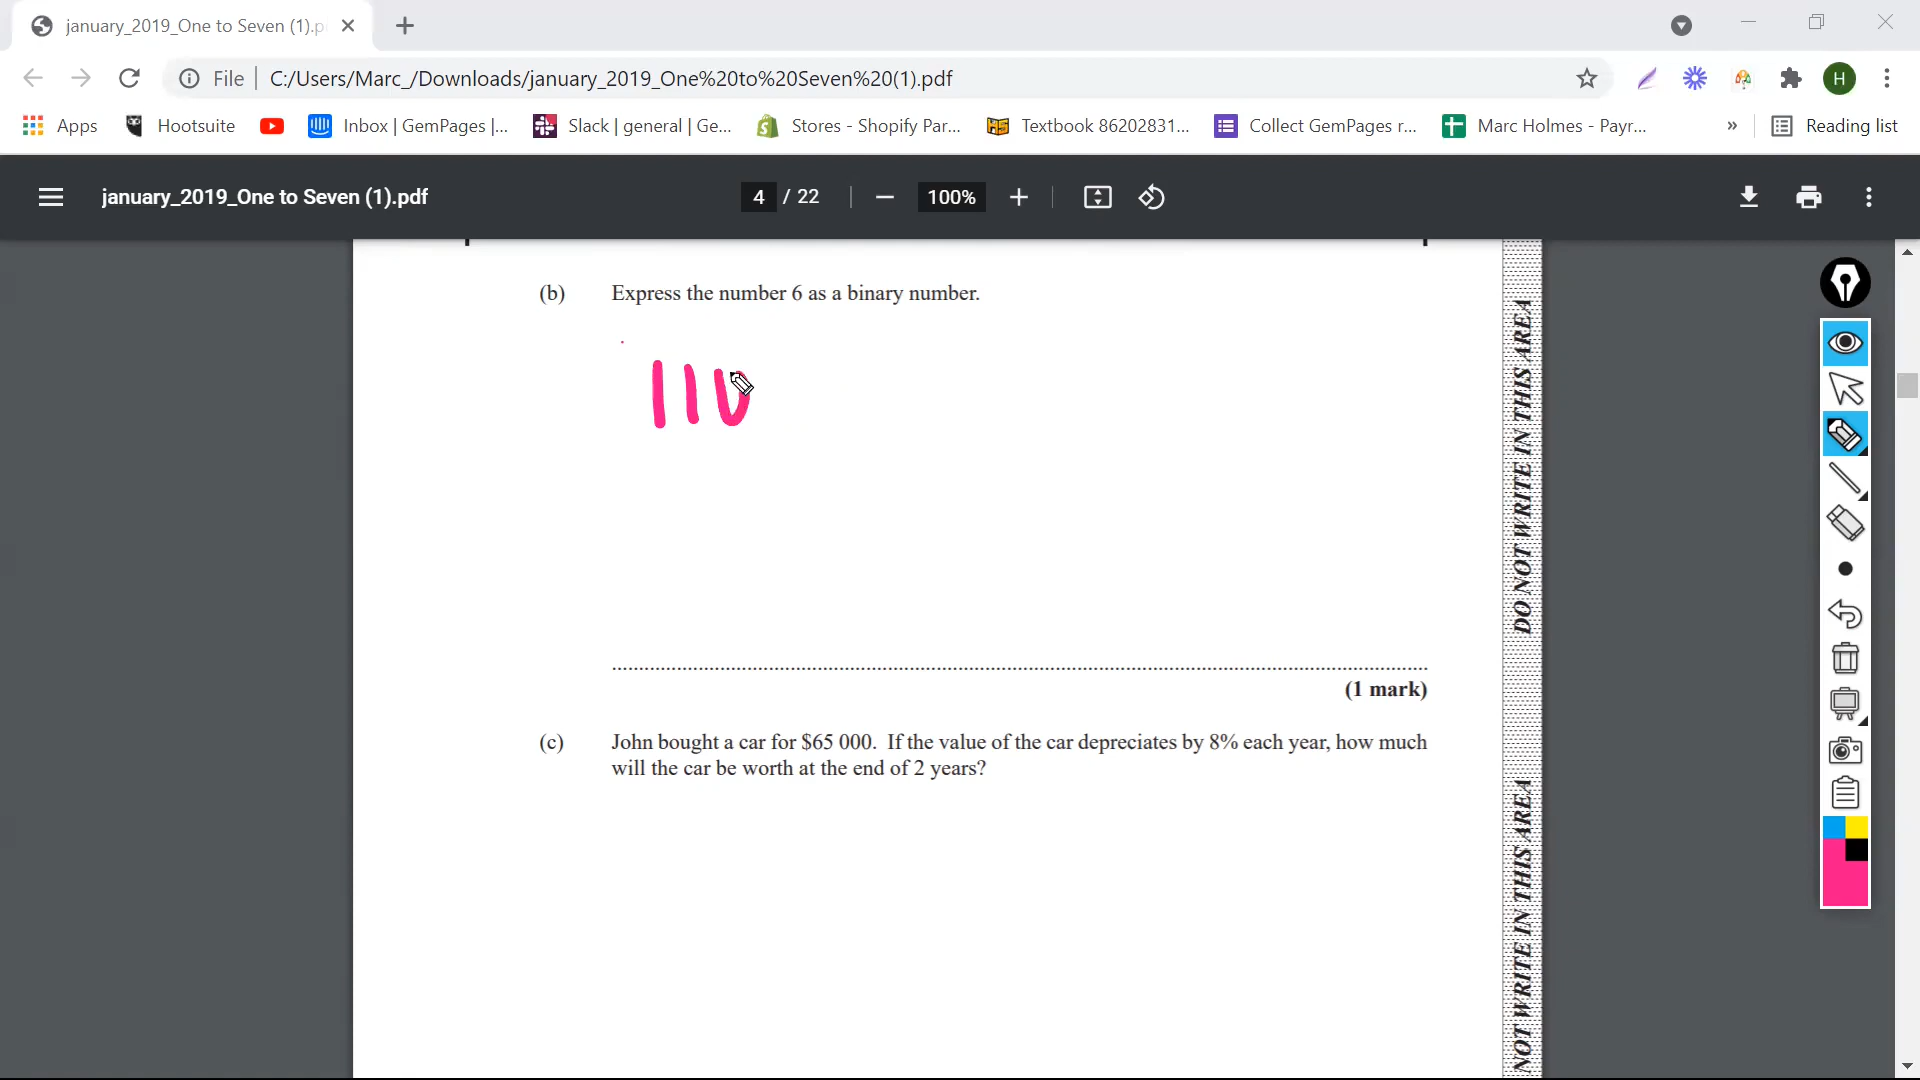 january_2019_One to Seven (1).p
File C:/Users/Marc_/Downloads/january_2019_One%20to%20Seven%20(1).pdf H
Apps Hootsuite Inbox | GemPages |... Slack | general | Ge... Stores - Shopify Par... Textbook 86202831... Collect GemPages r... Marc Holmes - Payr... » Reading list
january_2019_One to Seven (1).pdf 4 / 22 100%
(b) Express the number 6 as a binary number.
110
(1 mark)
(c) John bought a car for $65 000. If the value of the car depreciates by 8% each year, how much
will the car be worth at the end of 2 years?
DO NOT WRITE IN THIS AREA
NOT WRITE IN THIS AREA